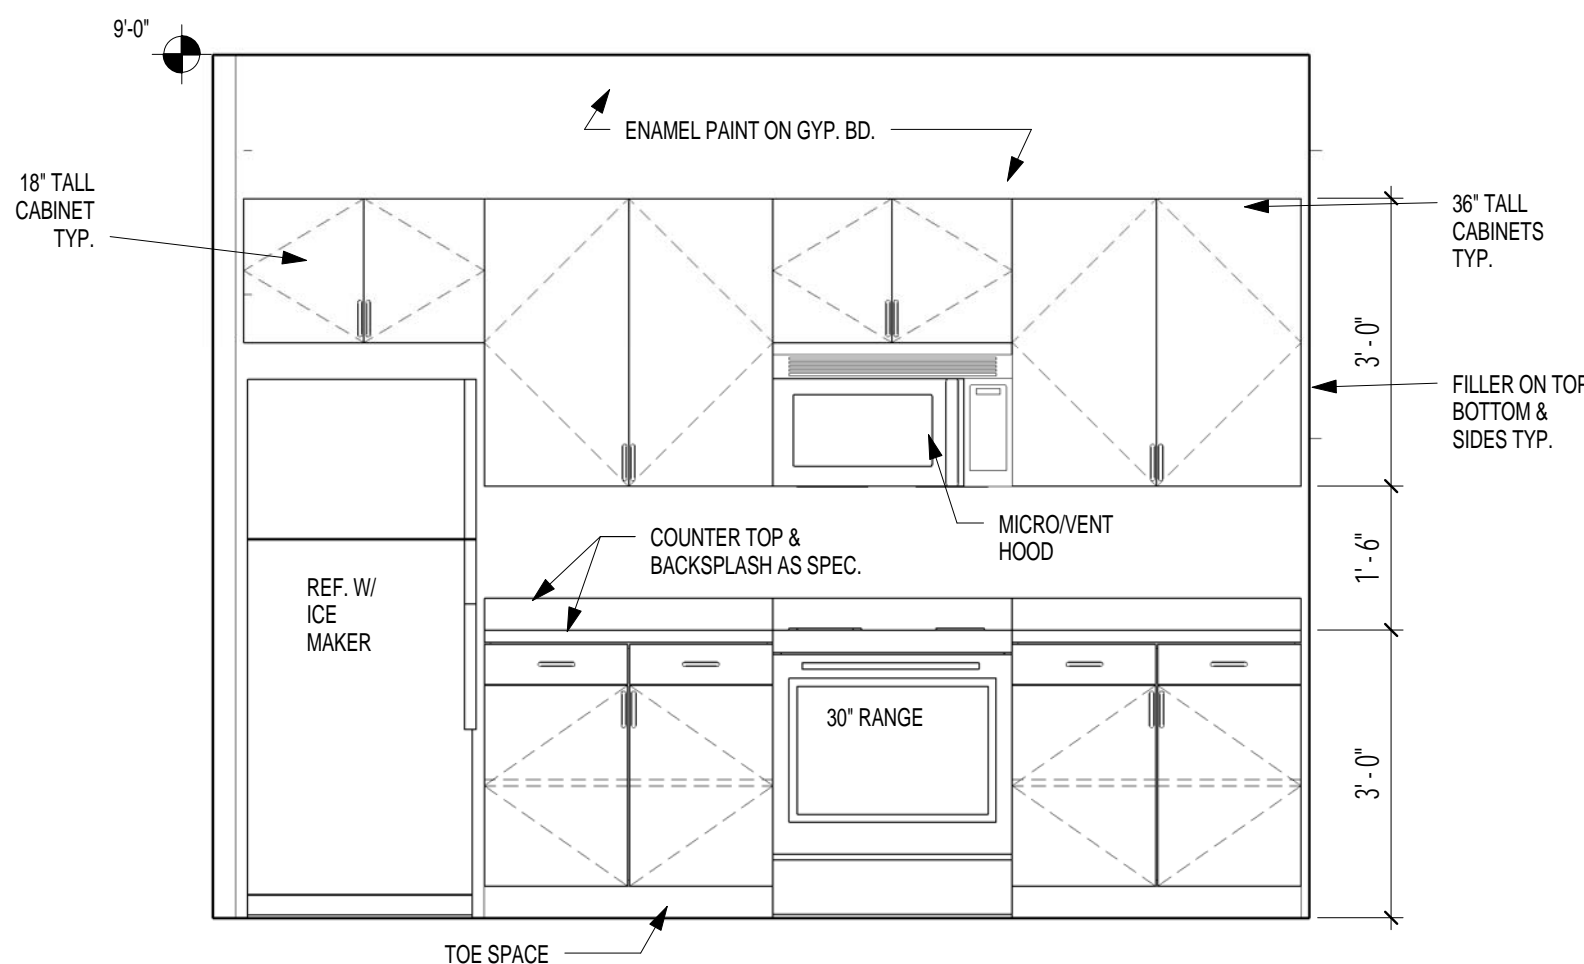 9'-0"
ENAMEL PAINT ON GYP. BD.
18" TALL
CABINET
TYP.
36" TALL
CABINETS
TYP.
3' - 0"
FILLER ON TOP
BOTTOM &
SIDES TYP.
MICRO/VENT
HOOD
COUNTER TOP &
BACKSPLASH AS SPEC.
1' - 6"
REF. W/
ICE
MAKER
30" RANGE
3' - 0"
TOE SPACE